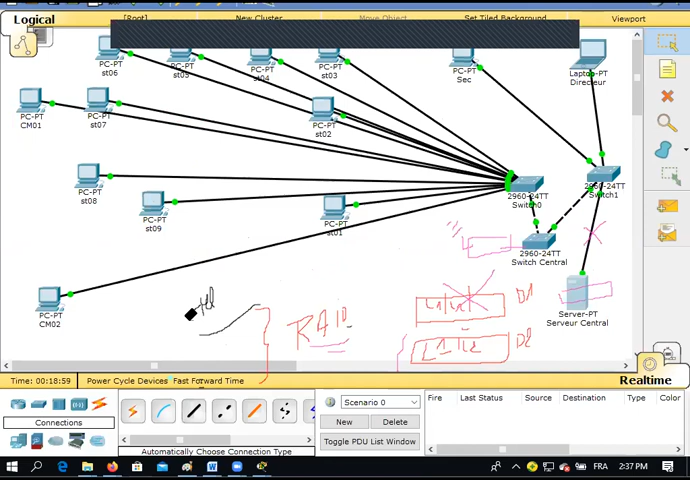 Logical
[Root]
New Cluster
Move Object
Set Tiled Background
Viewport
PC-PT
st06
PC-PT
st05
PC-PT
st04
PC-PT
st03
PC-PT
Sec
Laptop-PT
Directeur
PC-PT
CM01
PC-PT
st07
PC-PT
st02
PC-PT
st08
PC-PT
st09
PC-PT
st01
2960-24TT
Switch0
2960-24TT
Switch1
2960-24TT
Switch Central
PC-PT
CM02
Server-PT
Serveur Central
RAID
D1
D2
Time: 00:18:59
Power Cycle Devices Fast Forward Time
Realtime
Connections
Automatically Choose Connection Type
Scenario 0
New
Delete
Toggle PDU List Window
Fire
Last Status
Source
Destination
Type
Color
FRA
2:37 PM